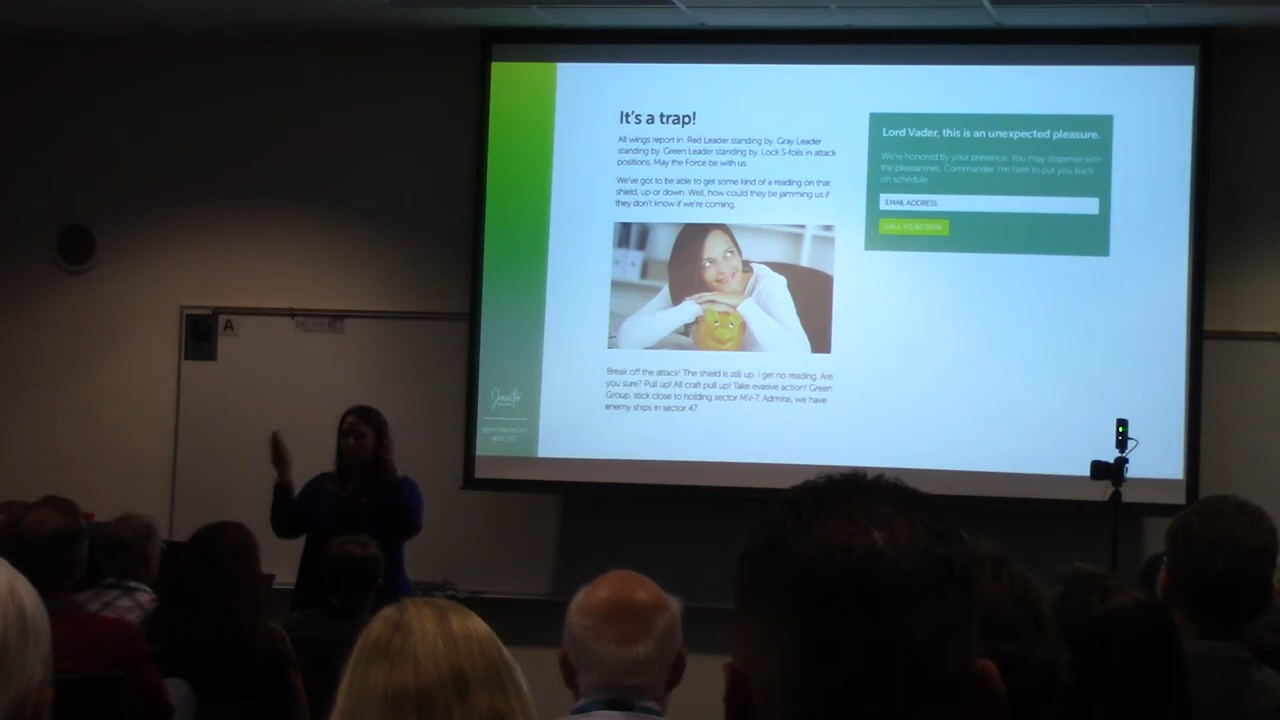 It's a trap!
All wings report in. Red Leader standing by. Gray Leader
standing by. Green Leader standing by. Lock S-foils in attack
positions. May the Force be with us.
We've got to be able to get some kind of a reading on that
shield, up or down. Well, how could they be jamming us if
they don't know if we're coming.
Break off the attack! The shield is still up. I get no reading. Are
you sure? Pull up! All craft pull up! Take evasive action! Green
Group, stick close to holding sector MV-7. Admiral, we have
enemy ships in sector 47.
Lord Vader, this is an unexpected pleasure.
We're honored by your presence. You may dispense with
the pleasantries, Commander. I'm here to put you back
on schedule.
EMAIL ADDRESS
CALL TO ACTION
Jennifer
A